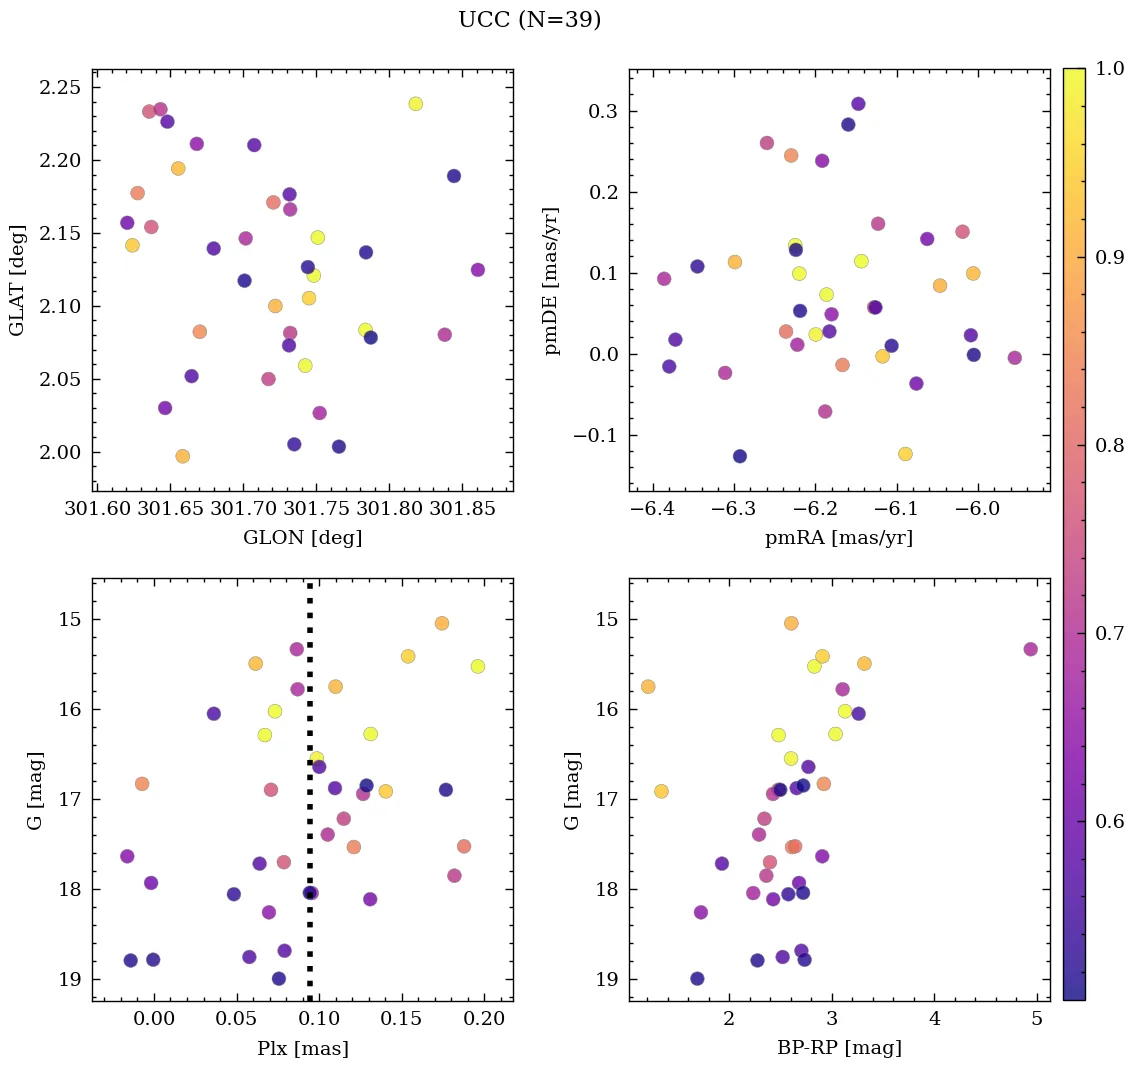 UCC (N=39)
2.25
2.20
2.15
2.10
2.05
2.00
GLAT [deg]
301.60 301.65 301.70 301.75 301.80 301.85
GLON [deg]
0.3
0.2
0.1
0.0
−0.1
pmDE [mas/yr]
−6.4 −6.3 −6.2 −6.1 −6.0
pmRA [mas/yr]
15
16
17
18
19
G [mag]
0.00 0.05 0.10 0.15 0.20
Plx [mas]
15
16
17
18
19
G [mag]
2 3 4 5
BP-RP [mag]
1.0
0.9
0.8
0.7
0.6